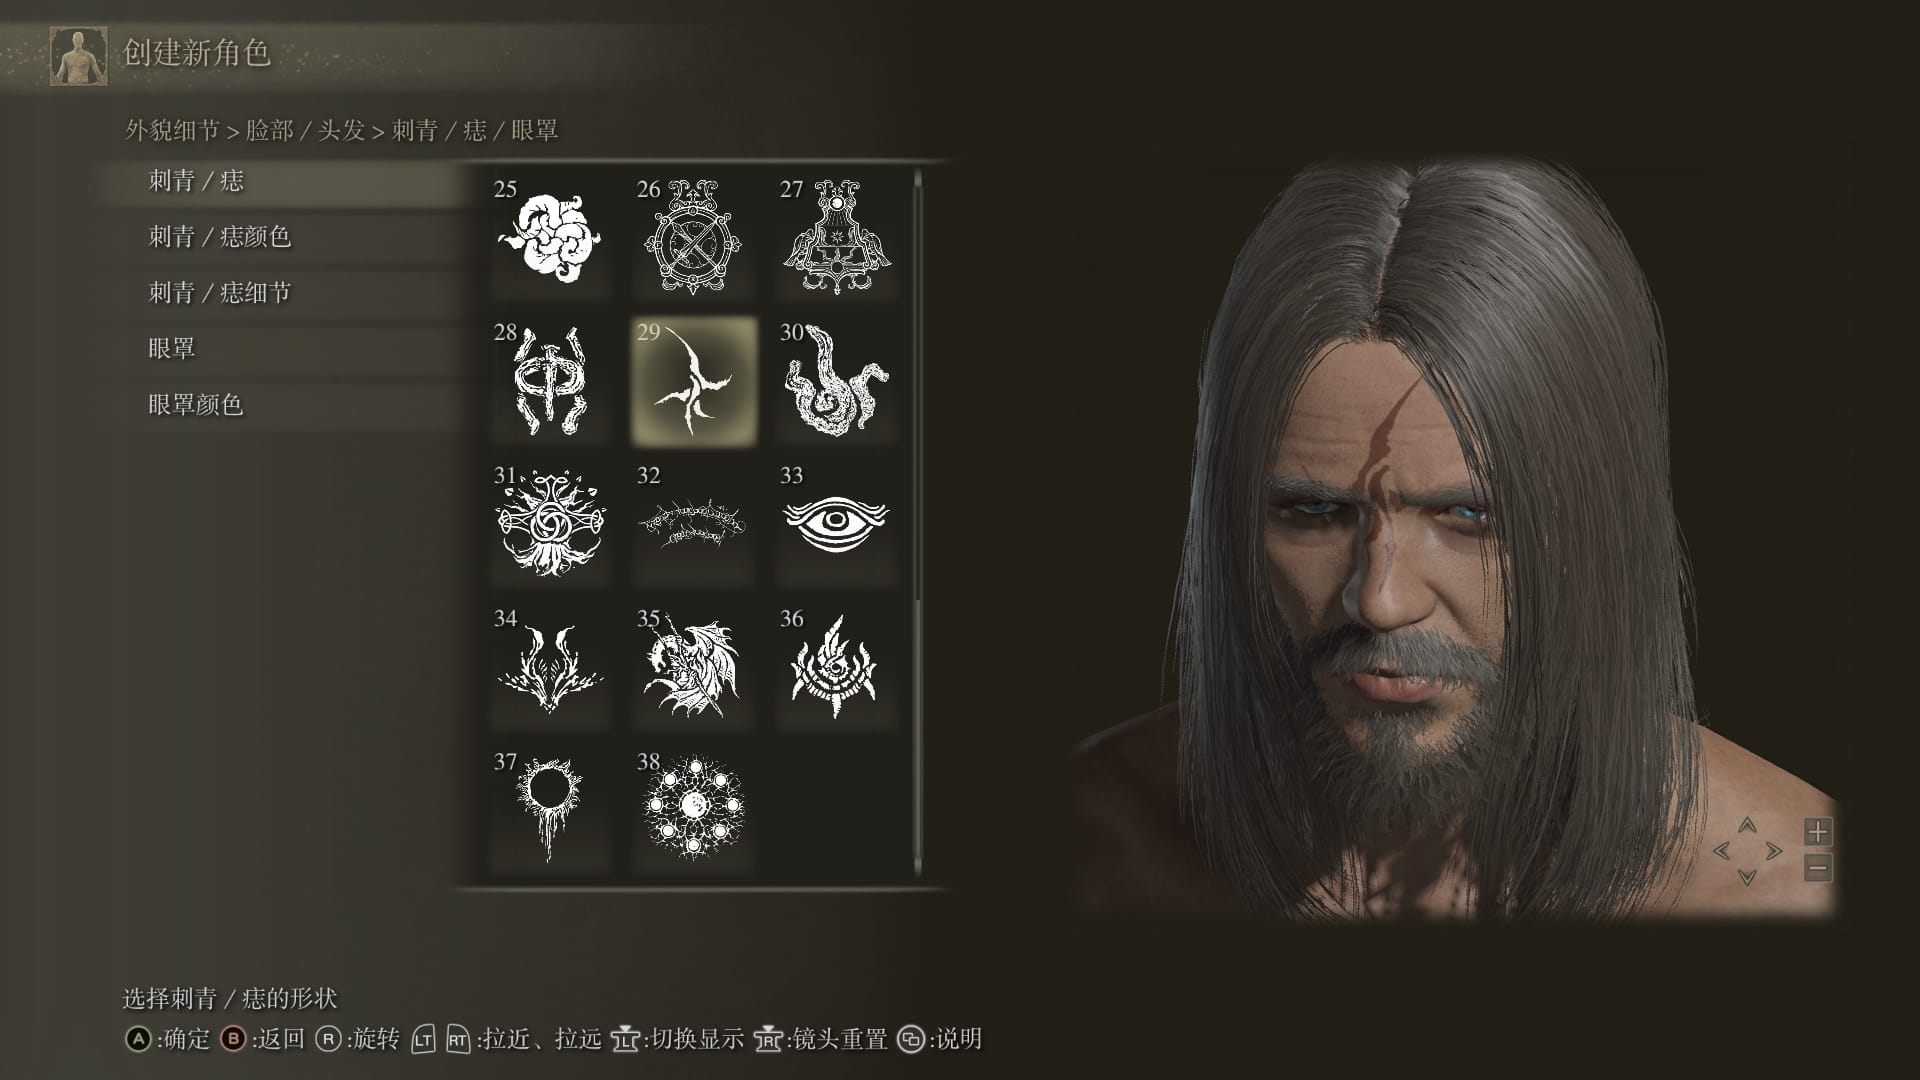 创建新角色
外貌细节 > 脸部 / 头发 > 刺青 / 痣 / 眼罩
刺青 / 痣
刺青 / 痣颜色
刺青 / 痣细节
眼罩
眼罩颜色
25 26 27
28 29 30
31 32 33
34 35 36
37 38
选择刺青 / 痣的形状
A :确定 B :返回 R :旋转 LT RT :拉近、拉远 L :切换显示 R :镜头重置 :说明